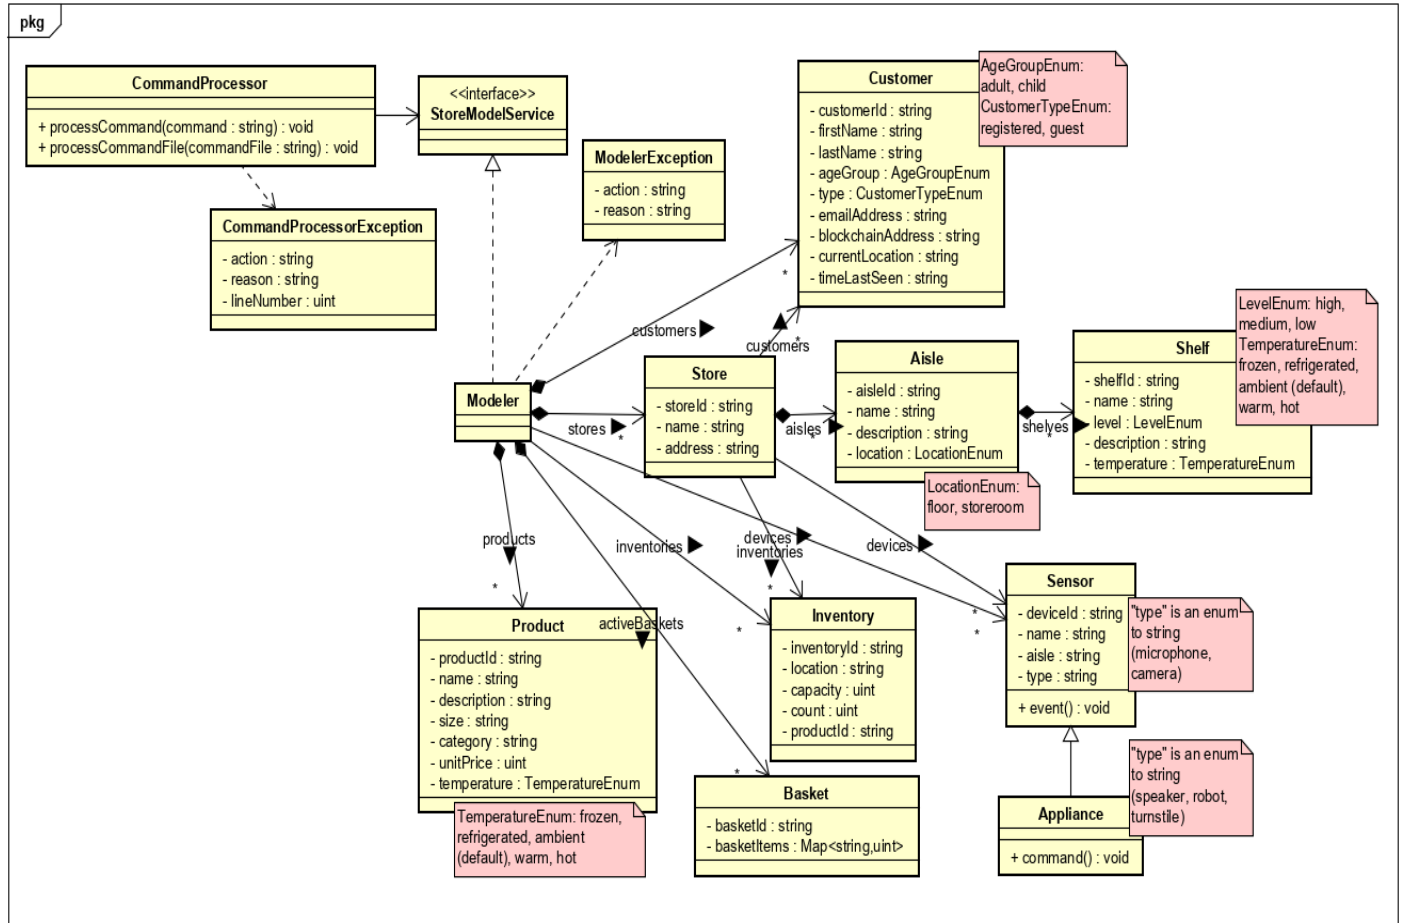 pkg
CommandProcessor
+ processCommand(command : string) : void
+ processCommandFile(commandFile : string) : void
<<interface>>
StoreModelService
CommandProcessorException
- action : string
- reason : string
- lineNumber : uint
ModelerException
- action : string
- reason : string
Customer
- customerId : string
- firstName : string
- lastName : string
- ageGroup : AgeGroupEnum
- type : CustomerTypeEnum
- emailAddress : string
- blockchainAddress : string
- currentLocation : string
- timeLastSeen : string
AgeGroupEnum:
adult, child
CustomerTypeEnum:
registered, guest
customers
*
customers
*
Modeler
stores
*
Store
- storeId : string
- name : string
- address : string
aisles
*
Aisle
- aisleId : string
- name : string
- description : string
- location : LocationEnum
LocationEnum:
floor, storeroom
shelves
*
Shelf
- shelfId : string
- name : string
- level : LevelEnum
- description : string
- temperature : TemperatureEnum
LevelEnum: high,
medium, low
TemperatureEnum:
frozen, refrigerated,
ambient (default),
warm, hot
products
*
inventories
*
devices
inventories
*
devices
*
*
activeBaskets
*
Product
- productId : string
- name : string
- description : string
- size : string
- category : string
- unitPrice : uint
- temperature : TemperatureEnum
TemperatureEnum: frozen,
refrigerated, ambient
(default), warm, hot
Inventory
- inventoryId : string
- location : string
- capacity : uint
- count : uint
- productId : string
Basket
- basketId : string
- basketItems : Map<string,uint>
Sensor
- deviceId : string
- name : string
- aisle : string
- type : string
+ event() : void
"type" is an enum
to string
(microphone,
camera)
Appliance
+ command() : void
"type" is an enum
to string
(speaker, robot,
turnstile)